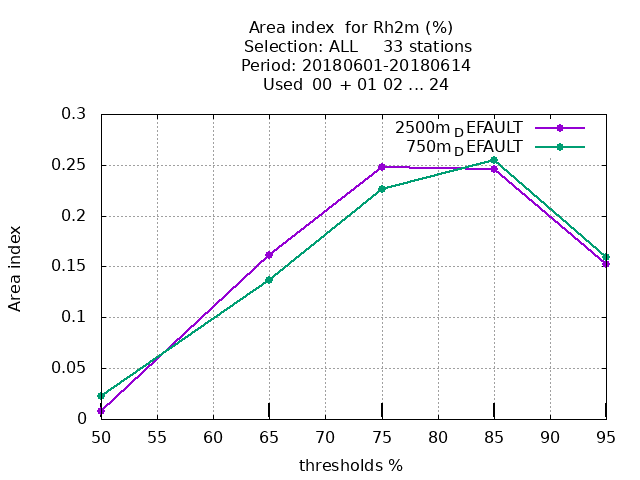 Area index  for Rh2m (%)
Selection: ALL     33 stations
Period: 20180601-20180614
Used  00 + 01 02 ... 24
0.3
0.25
0.2
0.15
0.1
0.05
0
Area index
2500m_DEFAULT
750m_DEFAULT
50 55 60 65 70 75 80 85 90 95
thresholds %